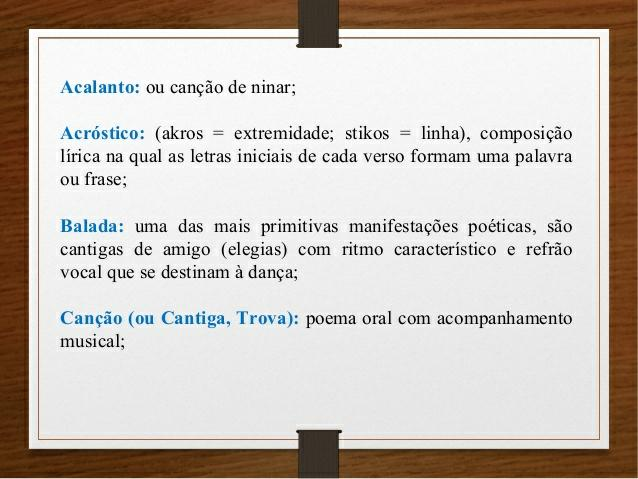 Acalanto: ou canção de ninar;
Acróstico: (akros = extremidade; stikos = linha), composição
lírica na qual as letras iniciais de cada verso formam uma palavra
ou frase;
Balada: uma das mais primitivas manifestações poéticas, são
cantigas de amigo (elegias) com ritmo característico e refrão
vocal que se destinam à dança;
Canção (ou Cantiga, Trova): poema oral com acompanhamento
musical;